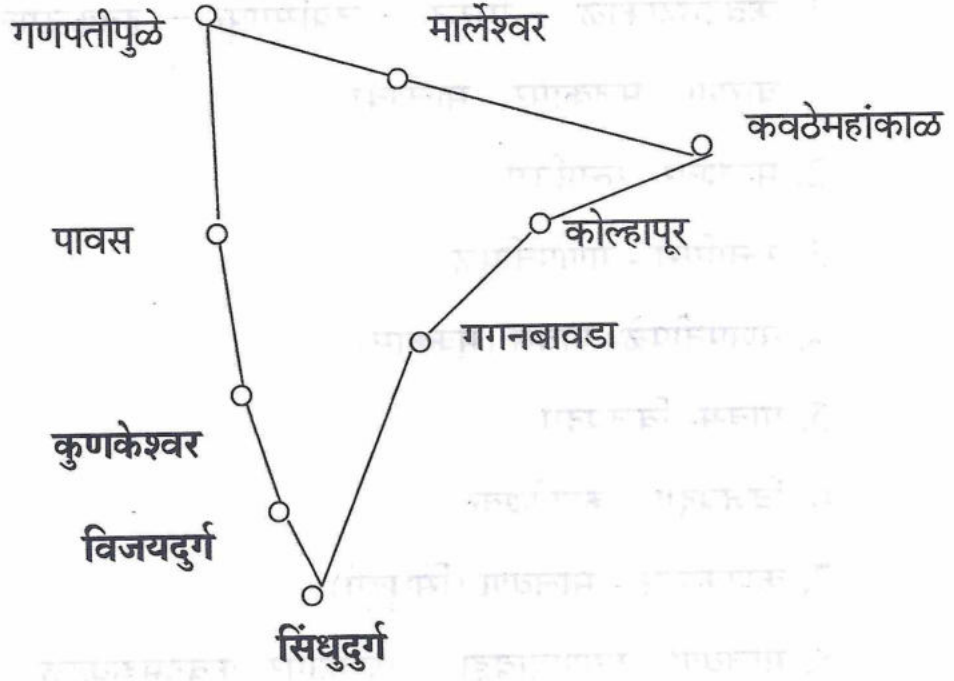 गणपतीपुळे
मार्लेश्वर
कवठेमहांकाळ
पावस
कोल्हापूर
गगनबावडा
कुणकेश्वर
विजयदुर्ग
सिंधुदुर्ग